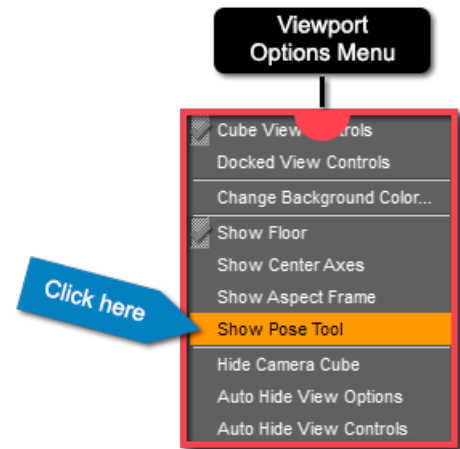 Viewport
Options Menu
Cube View rols
Docked View Controls
Change Background Color...
Show Floor
Show Center Axes
Show Aspect Frame
Click here
Show Pose Tool
Hide Camera Cube
Auto Hide View Options
Auto Hide View Controls